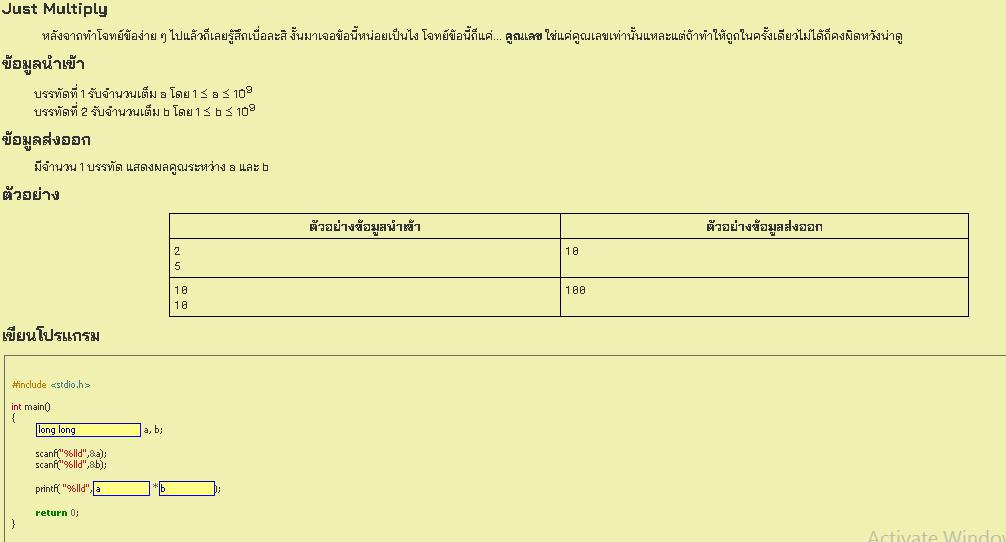 Just Multiply
หลังจากทำโจทย์ข้อง่าย ๆ ไปแล้วก็เลยรู้สึกเบื่อละสิ งั้นมาเจอข้อนี้หน่อยเป็นไง โจทย์ข้อนี้ก็แค่... คูณเลข ใช่แค่คูณเลขเท่านั้นแหละแต่ถ้าทำให้ถูกในครั้งเดียวไม่ได้ก็คงผิดหวังน่าดู
ข้อมูลนำเข้า
บรรทัดที่ 1 รับจำนวนเต็ม a โดย 1 ≤ a ≤ 10⁹
บรรทัดที่ 2 รับจำนวนเต็ม b โดย 1 ≤ b ≤ 10⁹
ข้อมูลส่งออก
มีจำนวน 1 บรรทัด แสดงผลคูณระหว่าง a และ b
ตัวอย่าง
ตัวอย่างข้อมูลนำเข้า ตัวอย่างข้อมูลส่งออก
2 10
5
10 100
10
เขียนโปรแกรม
#include <stdio.h>
int main()
{
long long a, b;
scanf("%lld",&a);
scanf("%lld",&b);
printf( "%lld", a * b );
return 0;
}
Activate Windo